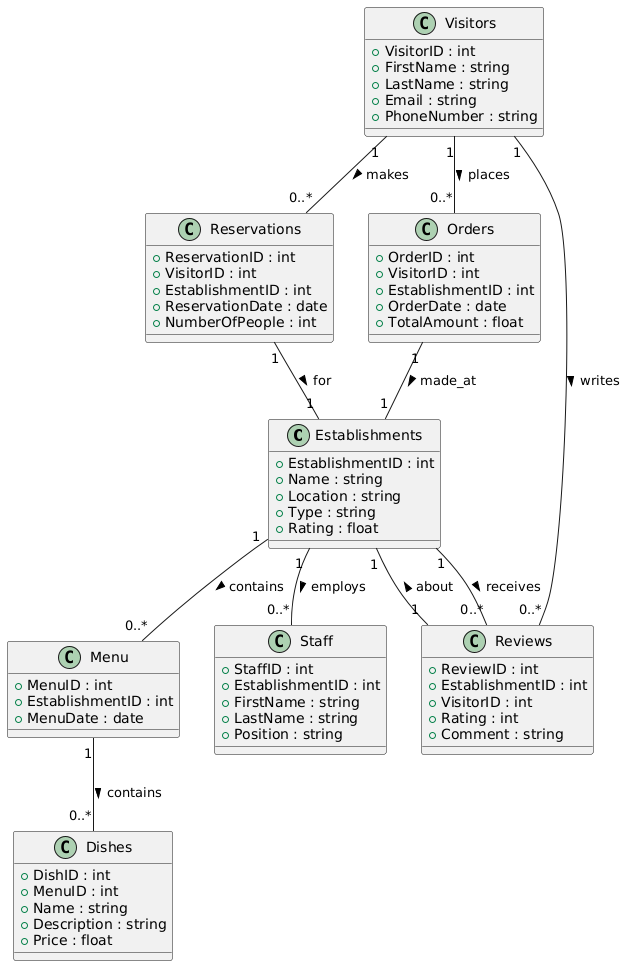 C Visitors
VisitorID : int
FirstName : string
LastName : string
Email : string
PhoneNumber : string
1 1 1
makes places
0..* 0..*
C Reservations
ReservationID : int
VisitorID : int
EstablishmentID : int
ReservationDate : date
NumberOfPeople : int
C Orders
OrderID : int
VisitorID : int
EstablishmentID : int
OrderDate : date
TotalAmount : float
1 1
for made_at writes
1 1
C Establishments
EstablishmentID : int
Name : string
Location : string
Type : string
Rating : float
1 1 1 1
contains employs about receives
0..* 0..* 1 0..* 0..*
C Menu
MenuID : int
EstablishmentID : int
MenuDate : date
C Staff
StaffID : int
EstablishmentID : int
FirstName : string
LastName : string
Position : string
C Reviews
ReviewID : int
EstablishmentID : int
VisitorID : int
Rating : int
Comment : string
1
contains
0..*
C Dishes
DishID : int
MenuID : int
Name : string
Description : string
Price : float